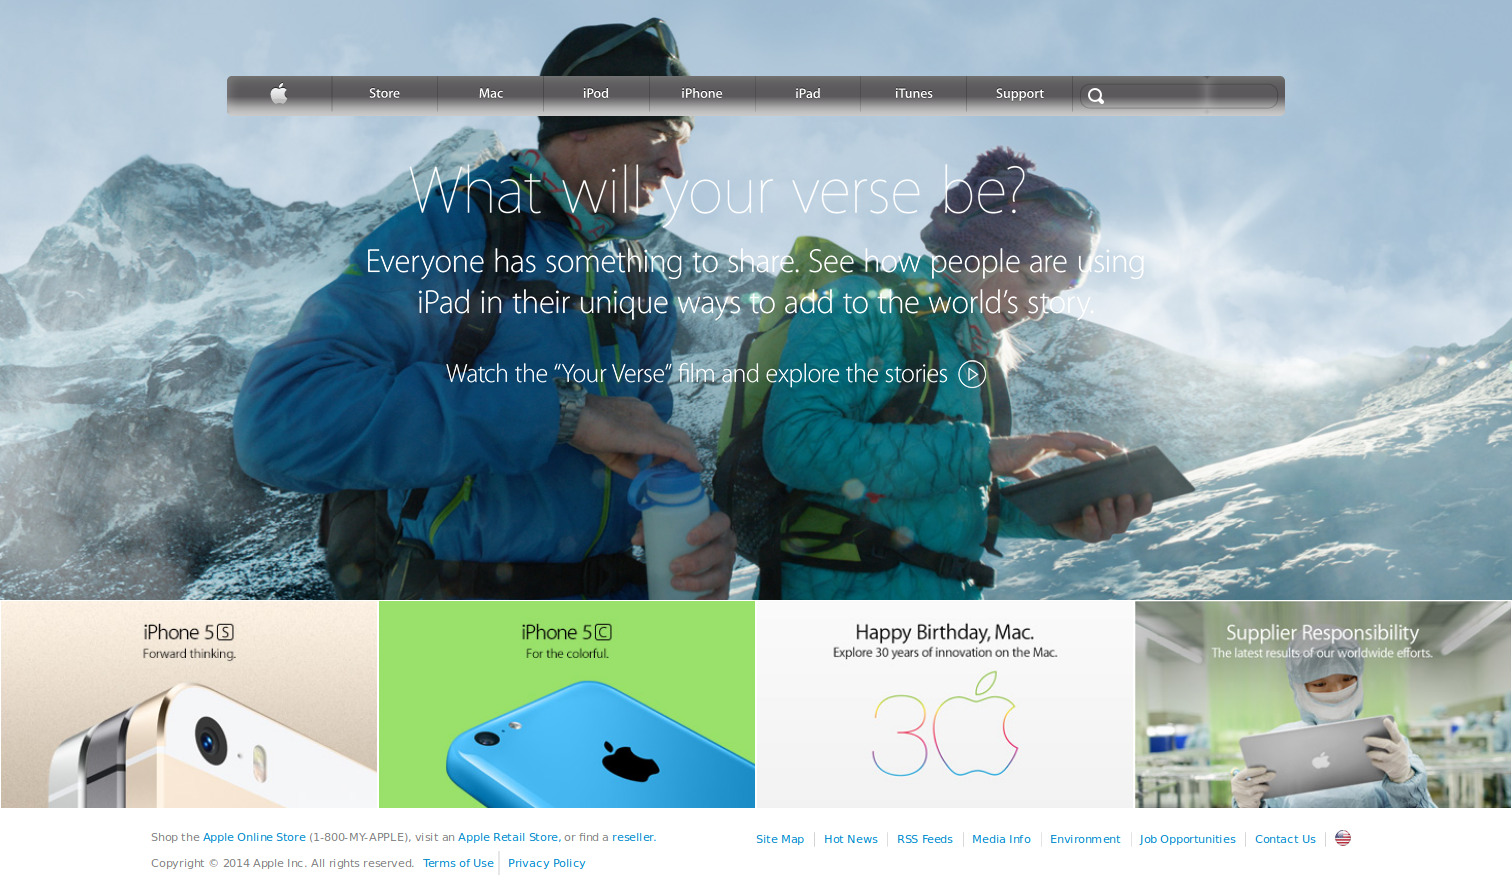 Store Mac iPod iPhone iPad iTunes Support
What will your verse be?
Everyone has something to share. See how people are using
iPad in their unique ways to add to the world's story.
Watch the “Your Verse” film and explore the stories
iPhone 5S
Forward thinking.
iPhone 5C
For the colorful.
Happy Birthday, Mac.
Explore 30 years of innovation on the Mac.
30
Supplier Responsibility
The latest results of our worldwide efforts.
Shop the Apple Online Store (1-800-MY-APPLE), visit an Apple Retail Store, or find a reseller.
Site Map Hot News RSS Feeds Media Info Environment Job Opportunities Contact Us
Copyright © 2014 Apple Inc. All rights reserved. Terms of Use Privacy Policy